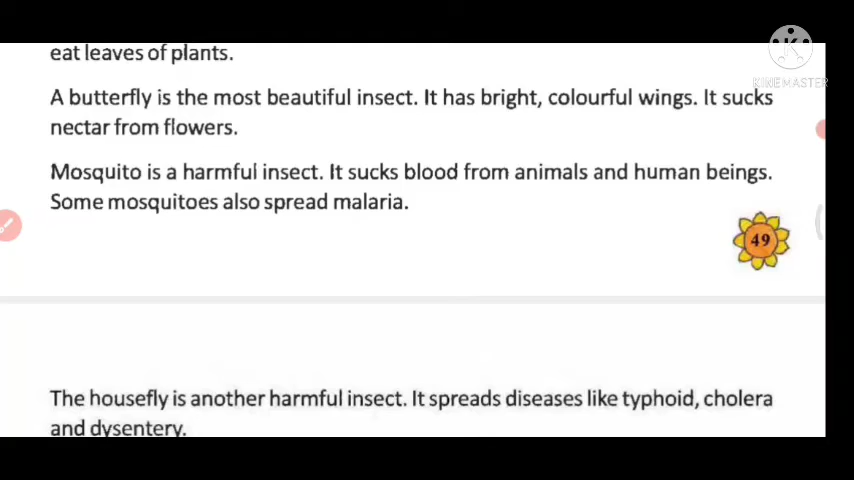 eat leaves of plants.
KINEMASTER
A butterfly is the most beautiful insect. It has bright, colourful wings. It sucks
nectar from flowers.
Mosquito is a harmful insect. It sucks blood from animals and human beings.
Some mosquitoes also spread malaria.
49
The housefly is another harmful insect. It spreads diseases like typhoid, cholera
and dysentery.